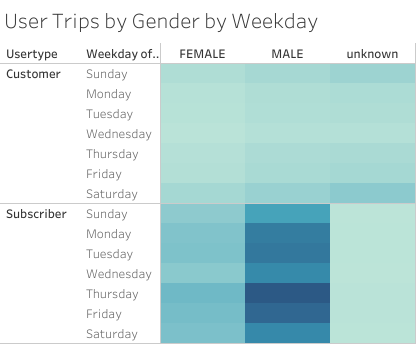 User Trips by Gender by Weekday
Usertype Weekday of.. FEMALE MALE unknown
Customer Sunday
Monday
Tuesday
Wednesday
Thursday
Friday
Saturday
Subscriber Sunday
Monday
Tuesday
Wednesday
Thursday
Friday
Saturday